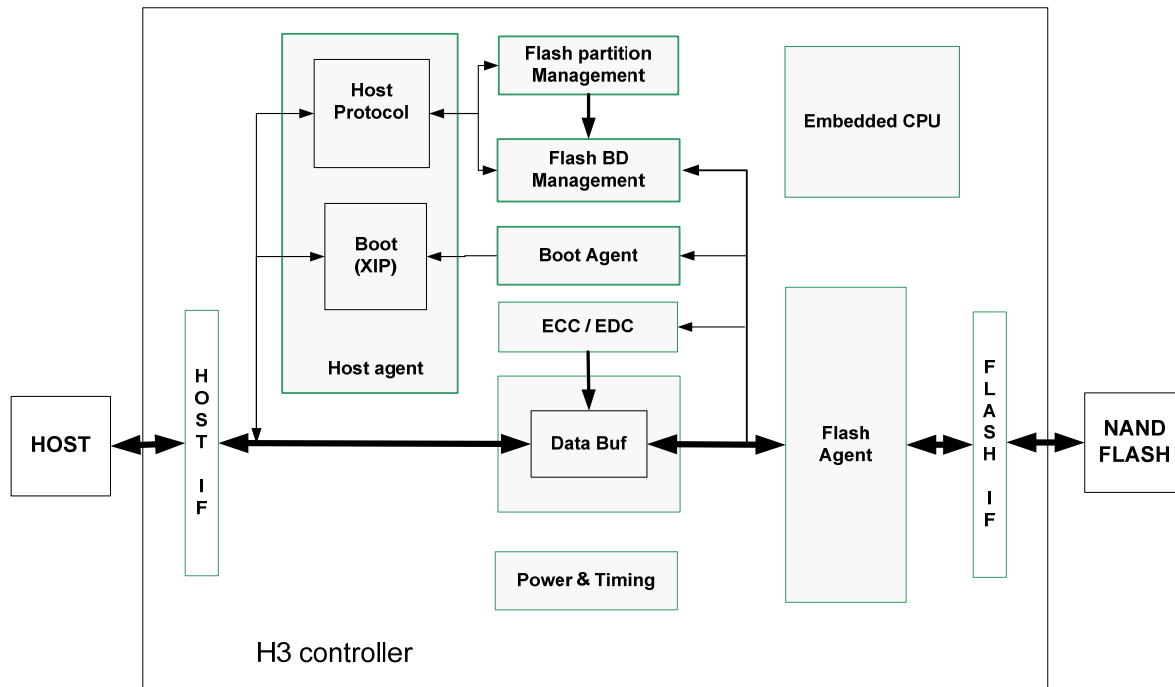 Flash partition
Management
Host
Protocol
Embedded CPU
Flash BD
Management
Boot
(XIP)
Boot Agent
ECC / EDC
Host agent
HOST
H
O
S
T
I
F
Data Buf
Flash
Agent
F
L
A
S
H
I
F
NAND
FLASH
Power & Timing
H3 controller